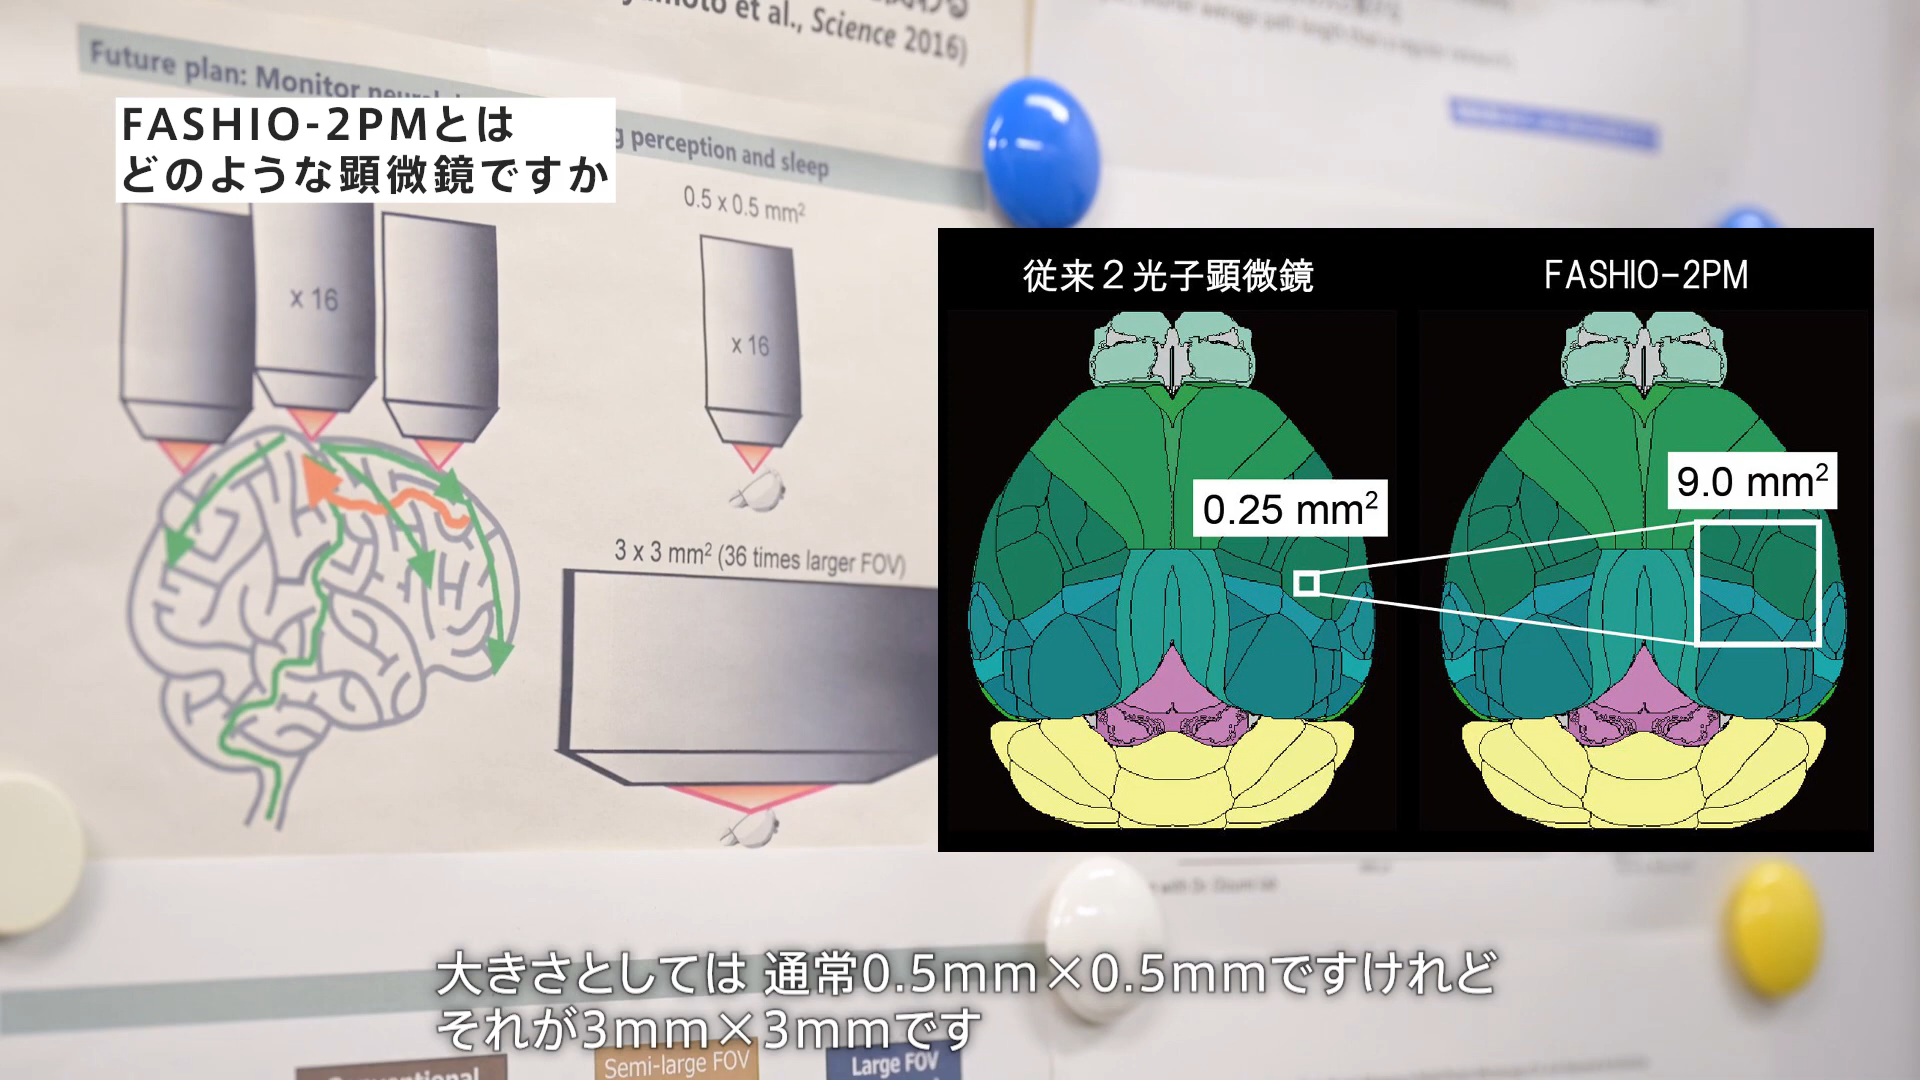 et al., Science 2016)
Future plan: Monitor
perception and sleep
FASHIO-2PMとは
どのような顕微鏡ですか
0.5 x 0.5 mm²
x 16
x 16
3 x 3 mm² (36 times larger FOV)
従来2光子顕微鏡
FASHIO-2PM
0.25 mm²
9.0 mm²
大きさとしては 通常0.5mm×0.5mmですけれど
それが3mm×3mmです
Conventional
Semi-large FOV
Large FOV